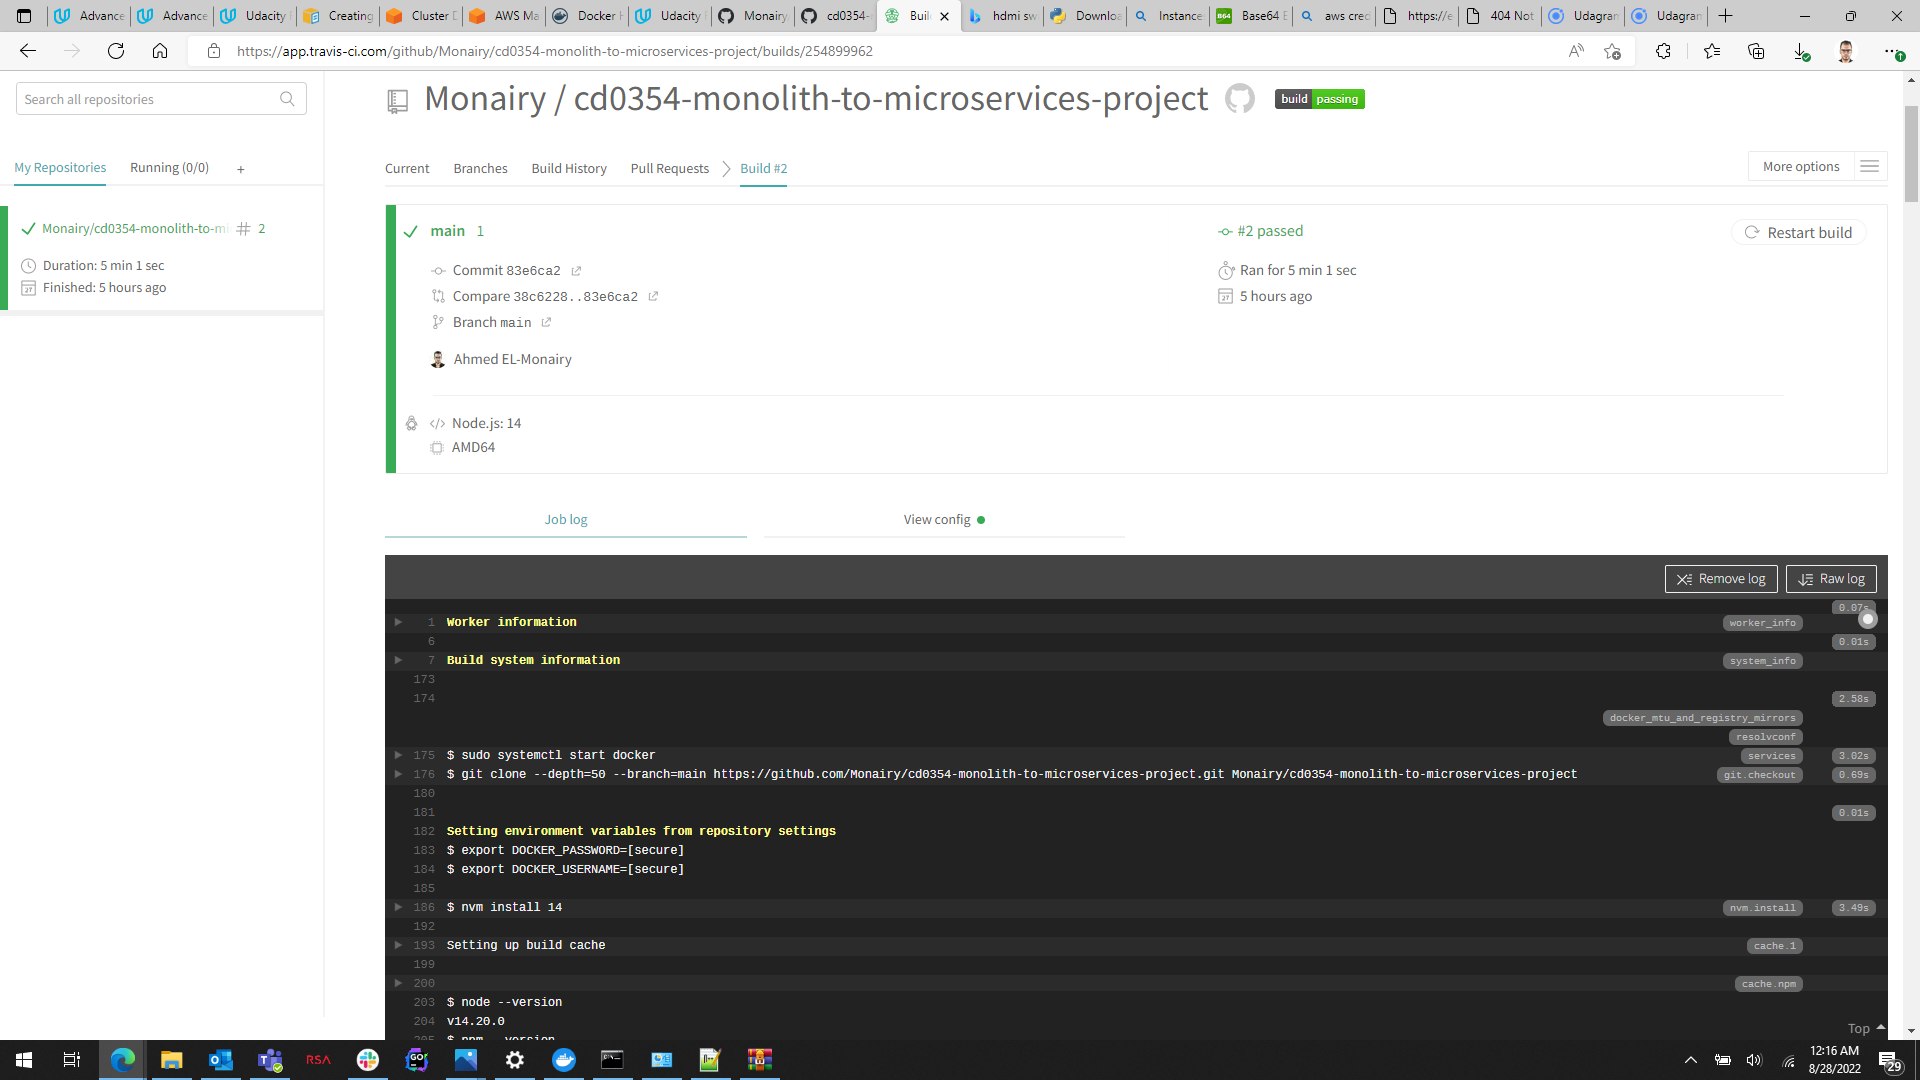 Advance
Advance
Udacity
Creating
Cluster
AWS Ma
Docker
Udacity
Monairy
cd0354-
Buil
hdmi sw
Downloa
Instance
Base64
aws cred
https://e
404 Not
Udagram
Udagram
https://app.travis-ci.com/github/Monairy/cd0354-monolith-to-microservices-project/builds/254899962
Search all repositories
My Repositories Running (0/0) +
Monairy/cd0354-monolith-to-mi # 2
Duration: 5 min 1 sec
Finished: 5 hours ago
Monairy / cd0354-monolith-to-microservices-project build passing
Current Branches Build History Pull Requests Build #2 More options
main 1
#2 passed
Restart build
Commit 83e6ca2
Ran for 5 min 1 sec
Compare 38c6228..83e6ca2
5 hours ago
Branch main
Ahmed EL-Monairy
Node.js: 14
AMD64
Job log View config
Remove log Raw log
0.07s
1 Worker information worker_info
6 0.01s
7 Build system information system_info
173
174 2.58s
docker_mtu_and_registry_mirrors
resolvconf
175 $ sudo systemctl start docker services 3.02s
176 $ git clone --depth=50 --branch=main https://github.com/Monairy/cd0354-monolith-to-microservices-project.git Monairy/cd0354-monolith-to-microservices-project git.checkout 0.69s
180
181 0.01s
182 Setting environment variables from repository settings
183 $ export DOCKER_PASSWORD=[secure]
184 $ export DOCKER_USERNAME=[secure]
185
186 $ nvm install 14 nvm.install 3.49s
192
193 Setting up build cache cache.1
199
200 cache.npm
203 $ node --version
204 v14.20.0
205 $ npm --version
Top
RSA
GO
12:16 AM
8/28/2022
29